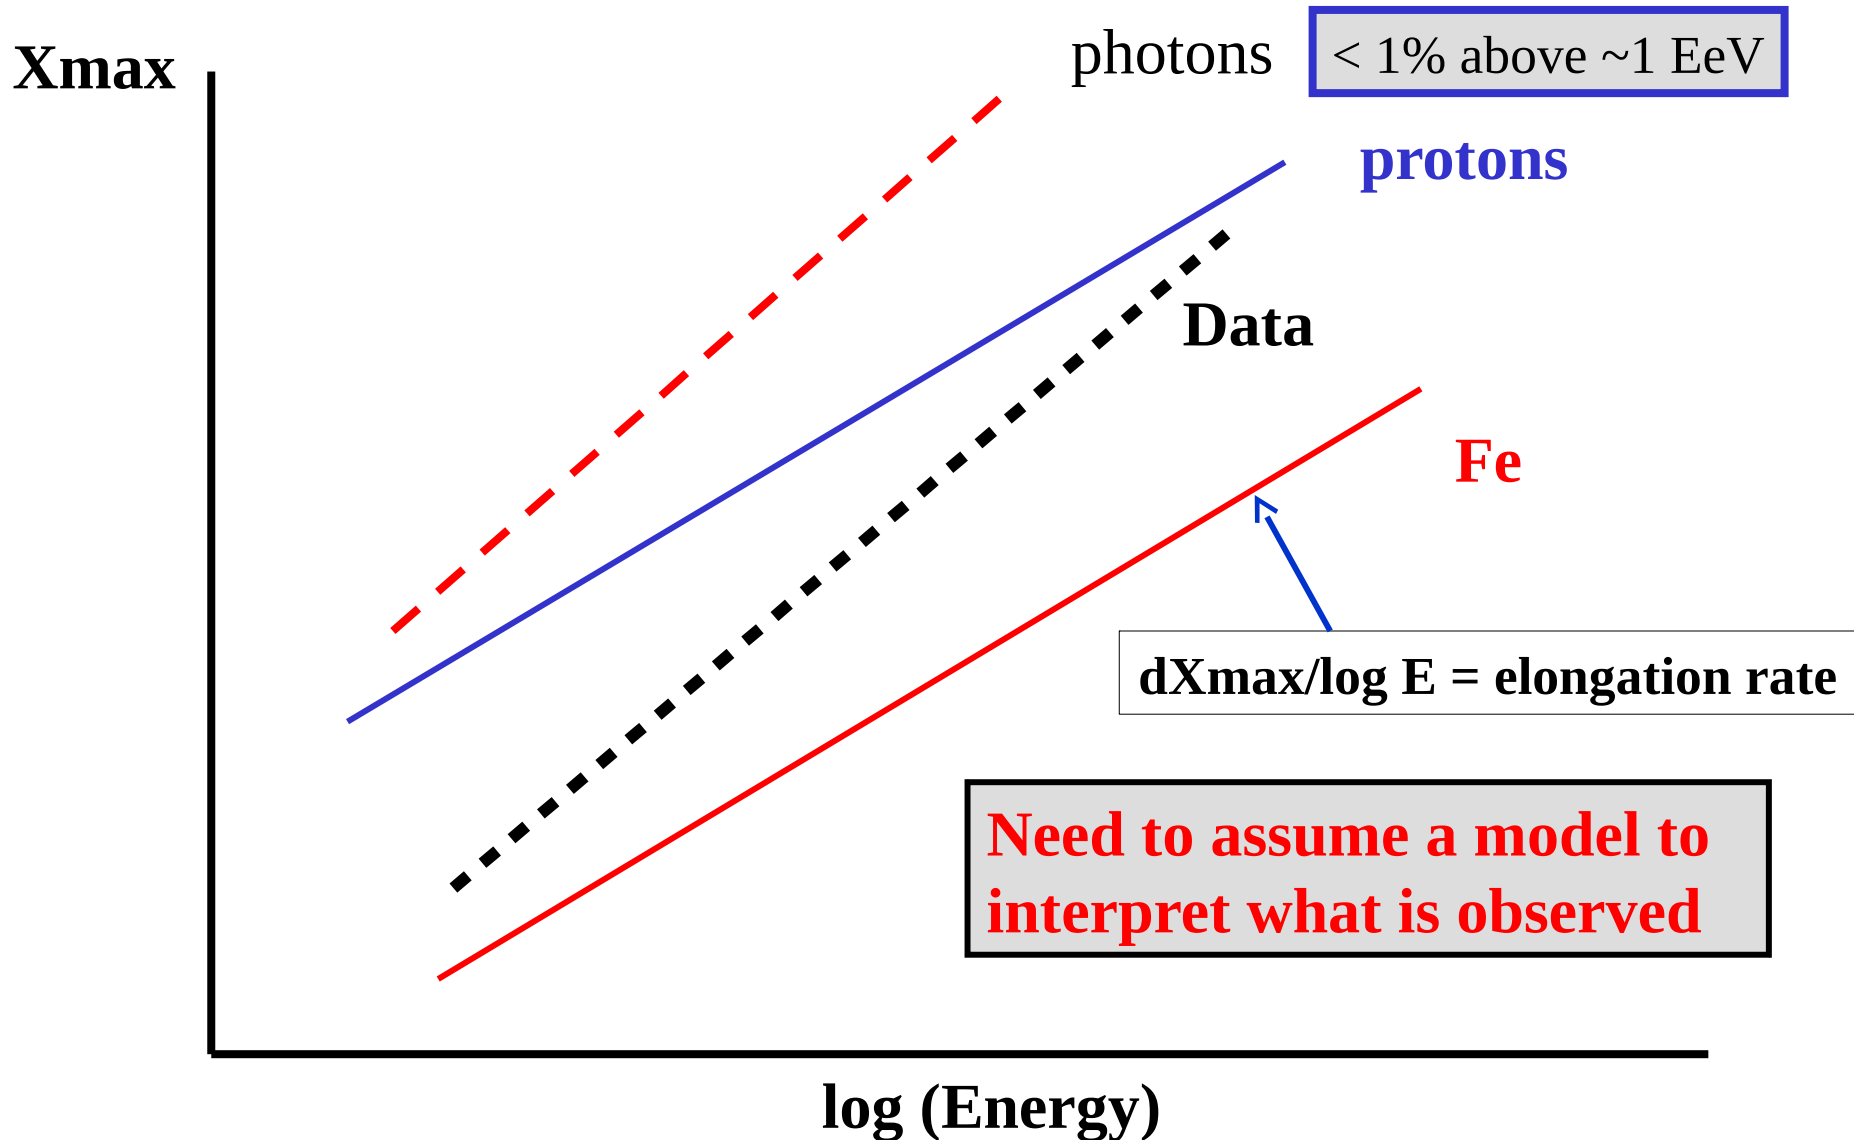 photons
< 1% above ~1 EeV
Xmax
protons
Data
Fe
dXmax/log E = elongation rate
Need to assume a model to
interpret what is observed
log (Energy)